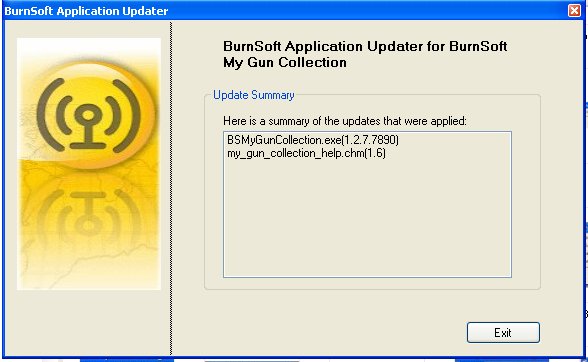 BurnSoft Application Updater
BurnSoft Application Updater for BurnSoft
My Gun Collection
Update Summary
Here is a summary of the updates that were applied:
BSMyGunCollection.exe(1.2.7.7890)
my_gun_collection_help.chm(1.6)
Exit